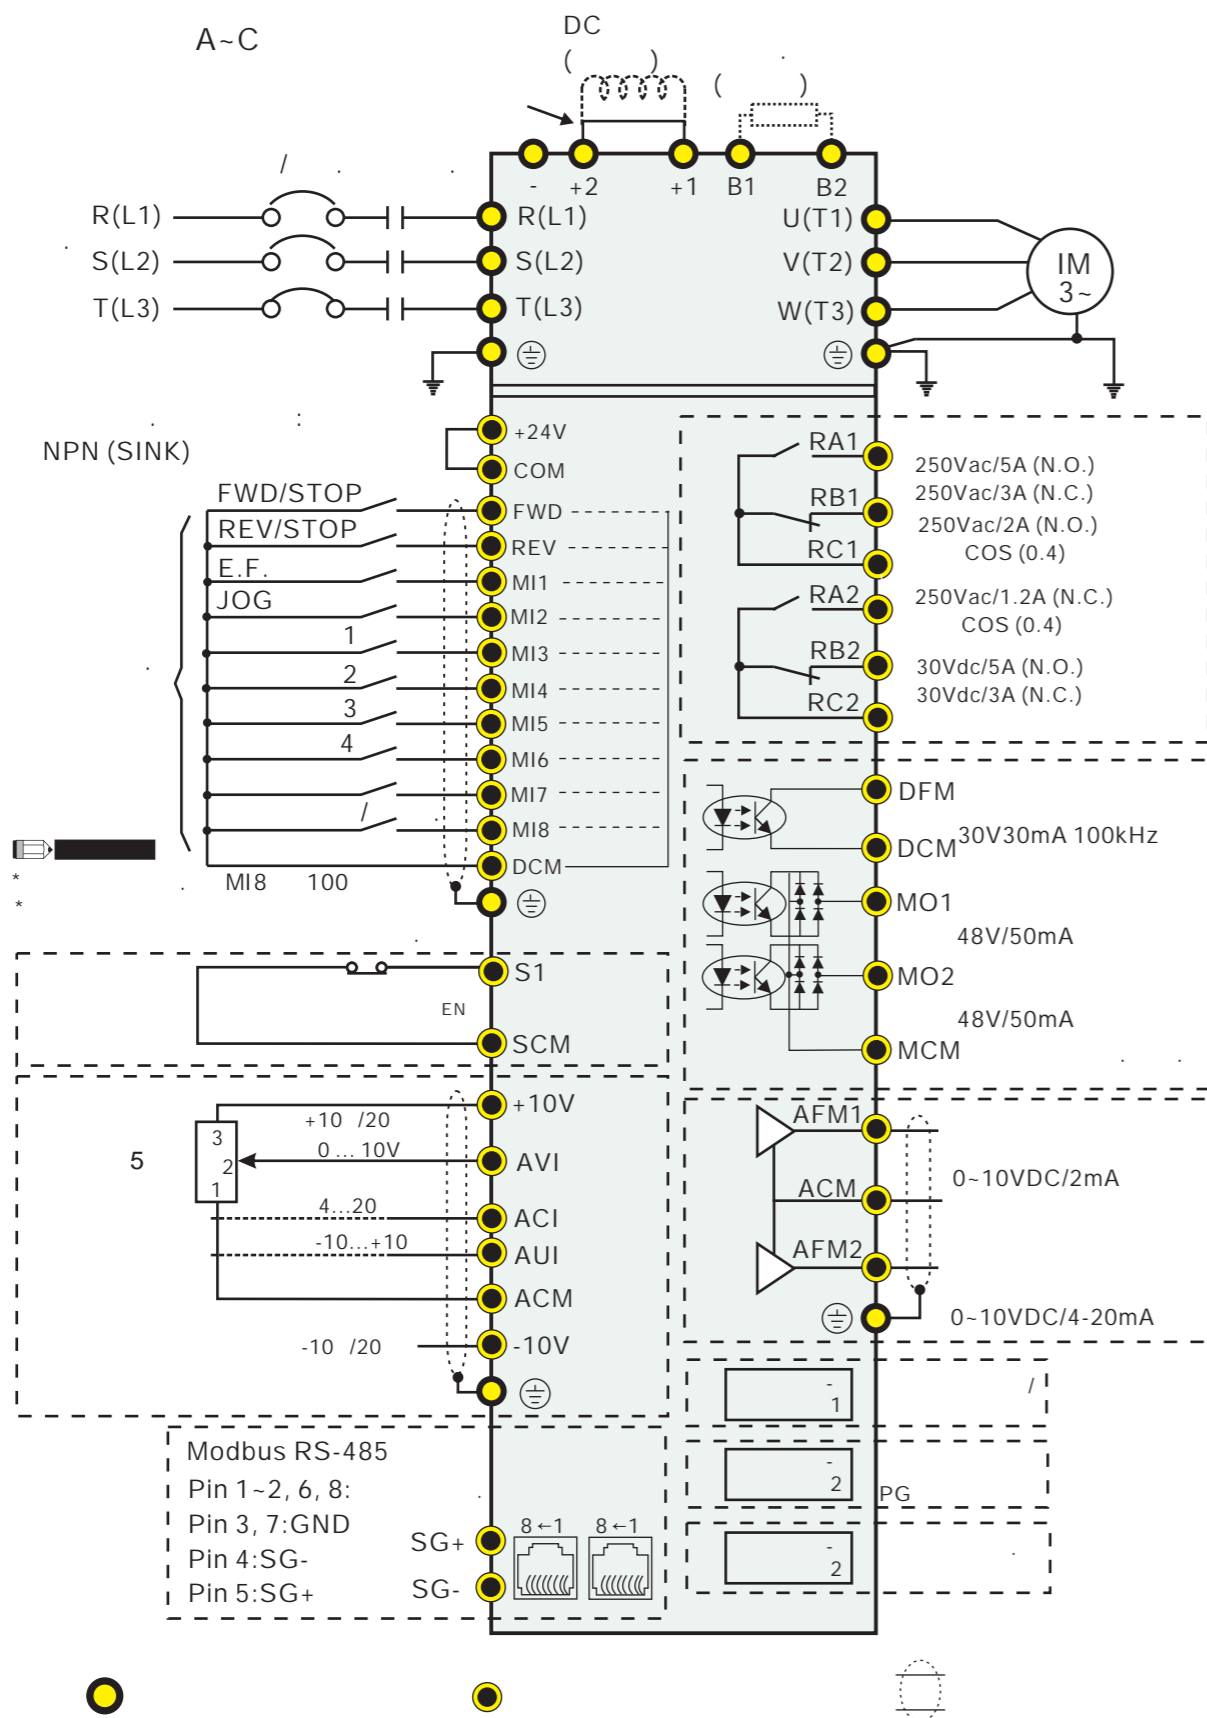 A~C
DC
( )
( )
- +2 +1 B1 B2
/ . .
R(L1) R(L1) U(T1)
S(L2) S(L2) V(T2) IM
3~
T(L3) T(L3) W(T3)
. . :
NPN (SINK)
+24V
COM
FWD/STOP FWD
REV/STOP REV
E.F. MI1
JOG MI2
1 MI3
2 MI4
3 MI5
4 MI6
MI7
/ MI8
DCM
* MI8 100
*
RA1
250Vac/5A (N.O.)
250Vac/3A (N.C.)
RB1
250Vac/2A (N.O.)
COS (0.4)
RC1
RA2
250Vac/1.2A (N.C.)
COS (0.4)
RB2
30Vdc/5A (N.O.)
30Vdc/3A (N.C.)
RC2
DFM
DCM 30V30mA 100kHz
MO1
48V/50mA
MO2
48V/50mA
MCM
S1
EN
SCM
+10V
+10 /20
5 3 2 1
0 ... 10V AVI
4...20 ACI
-10...+10 AUI
ACM
-10 /20 -10V
AFM1
0~10VDC/2mA
ACM
AFM2
0~10VDC/4-20mA
-
1 /
-
2 PG
-
2
Modbus RS-485
Pin 1~2, 6, 8:
Pin 3, 7:GND
Pin 4:SG-
Pin 5:SG+
SG+ 8←1 8←1
SG-